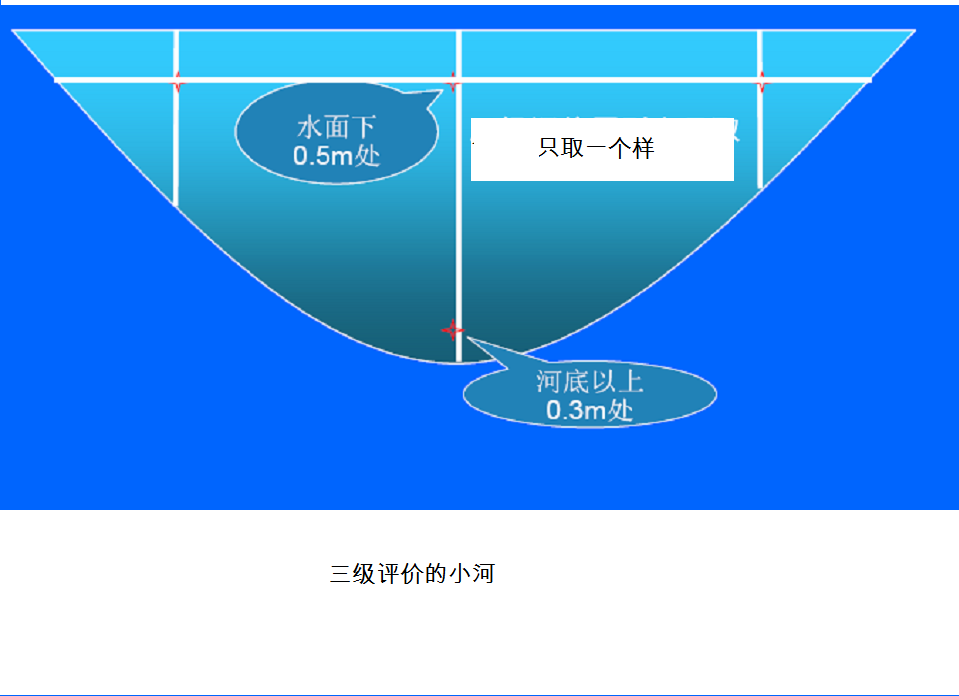 水面下
0.5m处
只取一个样
河底以上
0.3m处
三级评价的小河